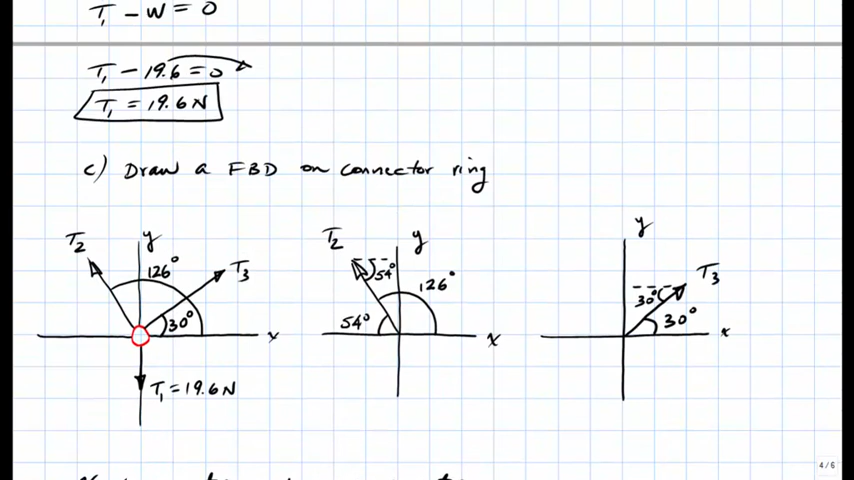 T₁ - W = 0
T₁ - 19.6 = 0
T₁ = 19.6 N
c) Draw a FBD on connector ring
T₂ y 126° T₃ 30° x T₁ = 19.6 N
T₂ y 54° 126° 54° x
y T₃ 30° 30° x
4/6